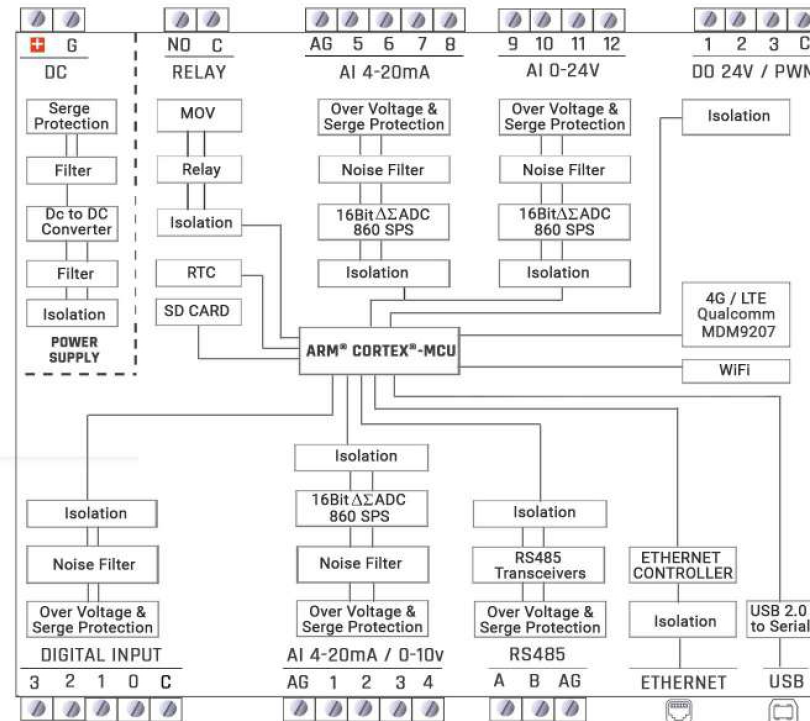 G
NO C
AG 5 6 7 8
9 10 11 12
1 2 3 C
DC
RELAY
AI 4-20mA
AI 0-24V
DO 24V / PWN
Serge
Protection
Filter
Dc to DC
Converter
Filter
Isolation
POWER
SUPPLY
MOV
Relay
Isolation
RTC
SD CARD
Over Voltage &
Serge Protection
Noise Filter
16Bit ΔΣADC
860 SPS
Isolation
Over Voltage &
Serge Protection
Noise Filter
16Bit ΔΣADC
860 SPS
Isolation
Isolation
4G / LTE
Qualcomm
MDM9207
WiFi
ARM® CORTEX®-MCU
Isolation
Noise Filter
Over Voltage &
Serge Protection
DIGITAL INPUT
3 2 1 0 C
Isolation
16Bit ΔΣADC
860 SPS
Noise Filter
Over Voltage &
Serge Protection
AI 4-20mA / 0-10v
AG 1 2 3 4
Isolation
RS485
Transceivers
Over Voltage &
Serge Protection
RS485
A B AG
ETHERNET
CONTROLLER
Isolation
ETHERNET
USB 2.0
to Serial
USB